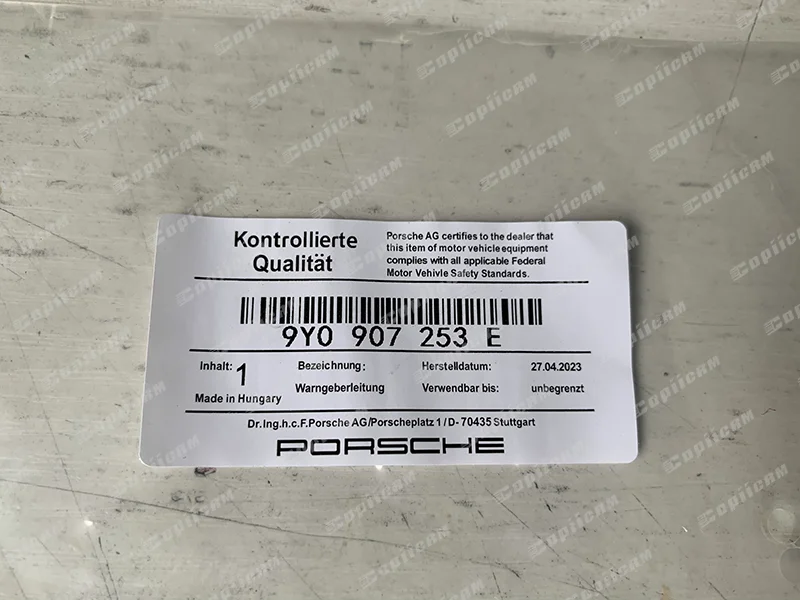 Kontrollierte
Qualität
Porsche AG certifies to the dealer that
this item of motor vehicle equipment
complies with all applicable Federal
Motor Vehivle Safety Standards.
9Y0 907 253 E
Inhalt: 1
Made in Hungary
Bezeichnung:
Warngeberleitung
Herstelldatum: 27.04.2023
Verwendbar bis: unbegrenzt
Dr.Ing.h.c.F.Porsche AG/Porscheplatz 1/D-70435 Stuttgart
PORSCHE
CopiiCAM